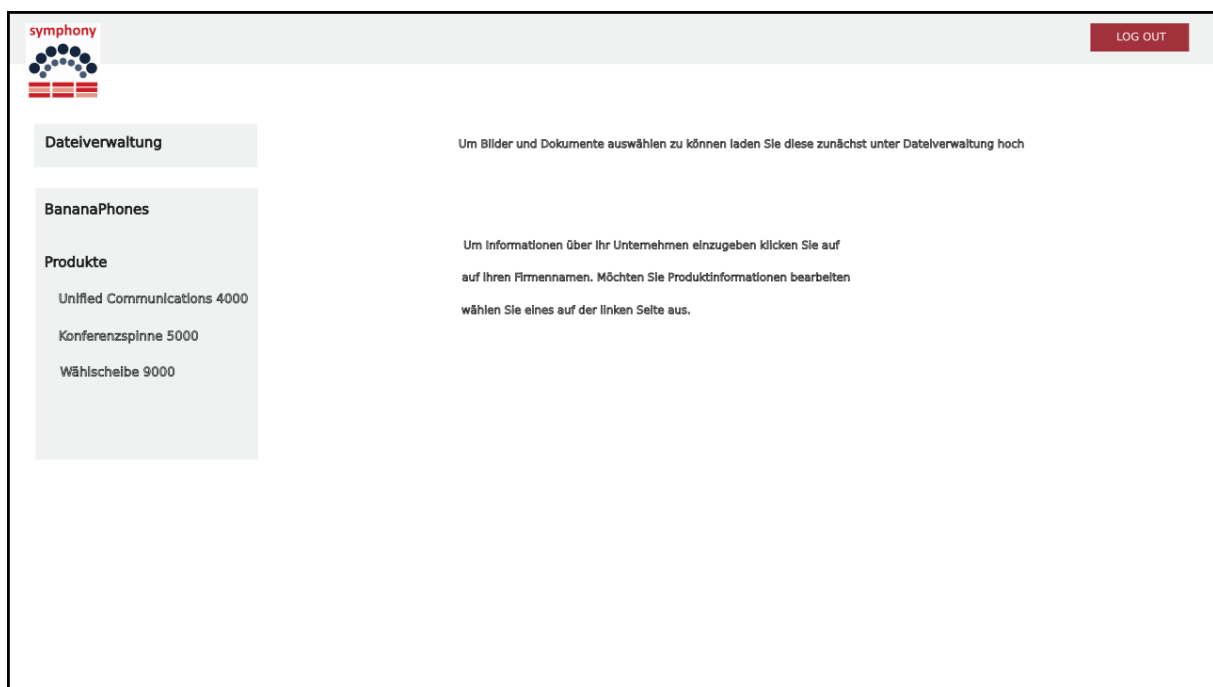 symphony
LOG OUT
Dateiverwaltung
Um Bilder und Dokumente auswählen zu können laden Sie diese zunächst unter Dateiverwaltung hoch
BananaPhones
Produkte
Unified Communications 4000
Konferenzspinne 5000
Wählscheibe 9000
Um Informationen über Ihr Unternehmen einzugeben klicken Sie auf
auf ihren Firmennamen. Möchten Sie Produktinformationen bearbeiten
wählen Sie eines auf der linken Seite aus.